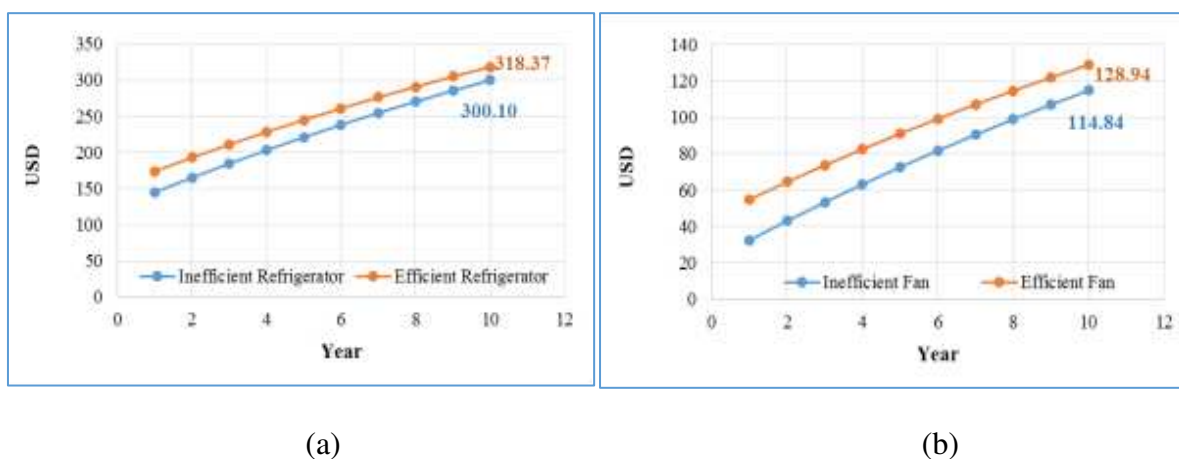 350
300
250
200
150
100
50
0
USD
318.37
300.10
Inefficient Refrigerator Efficient Refrigerator
0 2 4 6 8 10 12
Year
(a)
140
120
100
80
60
40
20
0
USD
128.94
114.84
Inefficient Fan Efficient Fan
0 2 4 6 8 10 12
Year
(b)